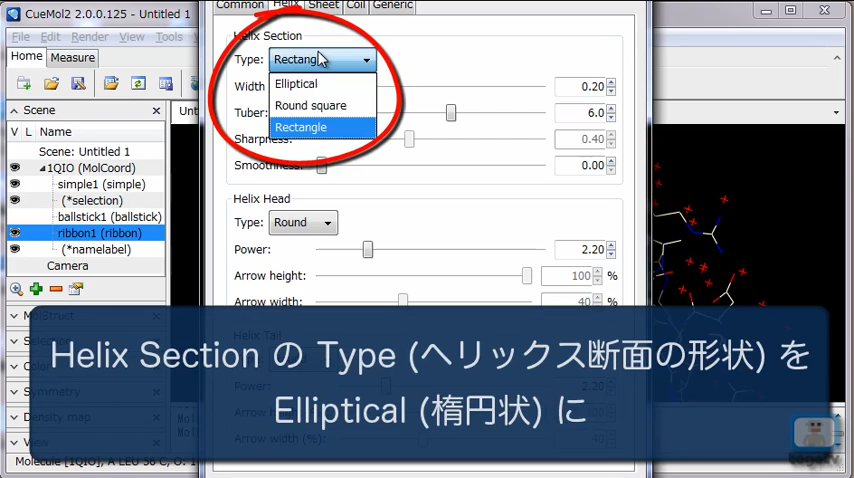 CueMol2 2.0.0.125 - Untitled 1
File Edit Render View Tools
Home Measure
Scene
V L Name
Scene: Untitled 1
1QIO (MolCoord)
simple1 (simple)
(*selection)
ballstick1 (ballstick)
ribbon1 (ribbon)
(*namelabel)
Camera
Common Helix Sheet Coil Generic
Helix Section
Type: Rectangle
Elliptical
Round square
Rectangle
Width 0.20
Tuber: 6.0
Sharpness: 0.40
Smoothness: 0.00
Helix Head
Type: Round
Power: 2.20
Arrow height: 100 %
Arrow width: 40 %
Helix Tail
Power: 2.20
Arrow height: 100
Arrow width (%): 40
MolStruct
Symmetry
Density map
View
Molecule [1QIO], A LEU 56 C, O: 1
Helix Section の Type (ヘリックス断面の形状) を
Elliptical (楕円状) に